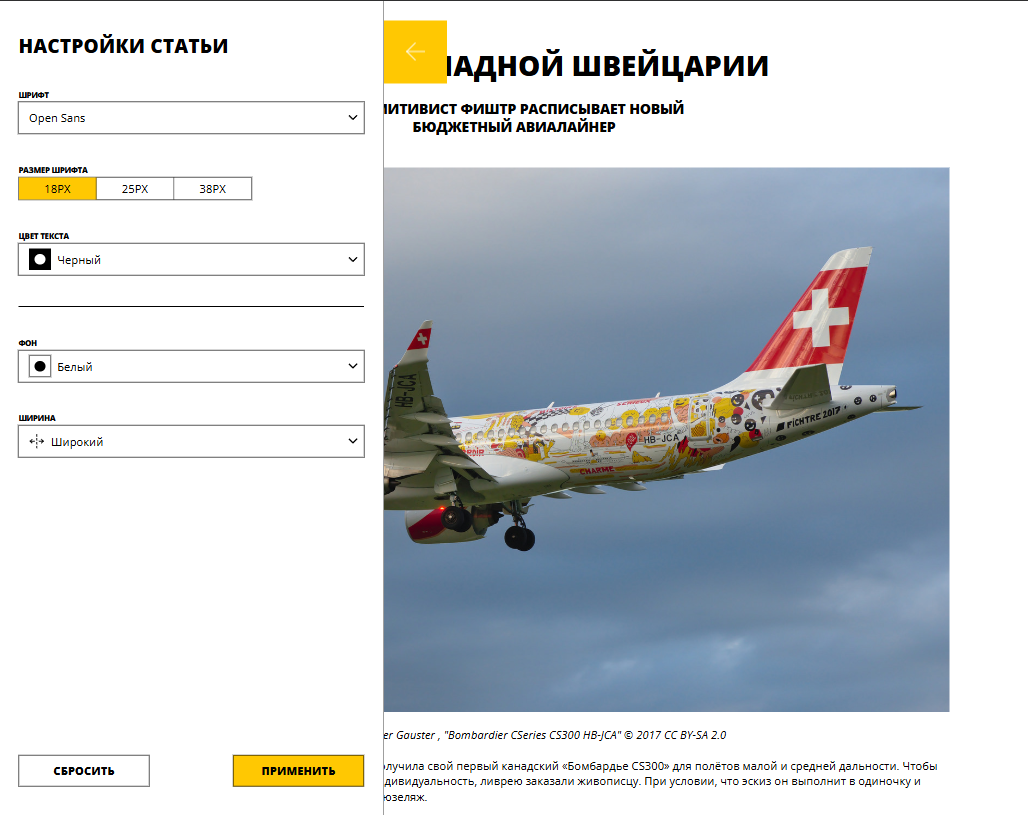 НАСТРОЙКИ СТАТЬИ
ШРИФТ
Open Sans
РАЗМЕР ШРИФТА
18PX 25PX 38PX
ЦВЕТ ТЕКСТА
Черный
ФОН
Белый
ШИРИНА
Широкий
СБРОСИТЬ ПРИМЕНИТЬ
АДНОЙ ШВЕЙЦАРИИ
ИТИВИСТ ФИШТР РАСПИСЫВАЕТ НОВЫЙ
БЮДЖЕТНЫЙ АВИАЛАЙНЕР
HB-JCA
HB-JCA
CHARME
FICHTRE 2017
er Gauster , "Bombardier CSeries CS300 HB-JCA" © 2017 CC BY-SA 2.0
олучила свой первый канадский «Бомбардье CS300» для полётов малой и средней дальности. Чтобы
дивидуальность, ливрею заказали живописцу. При условии, что эскиз он выполнит в одиночку и
юзеляж.